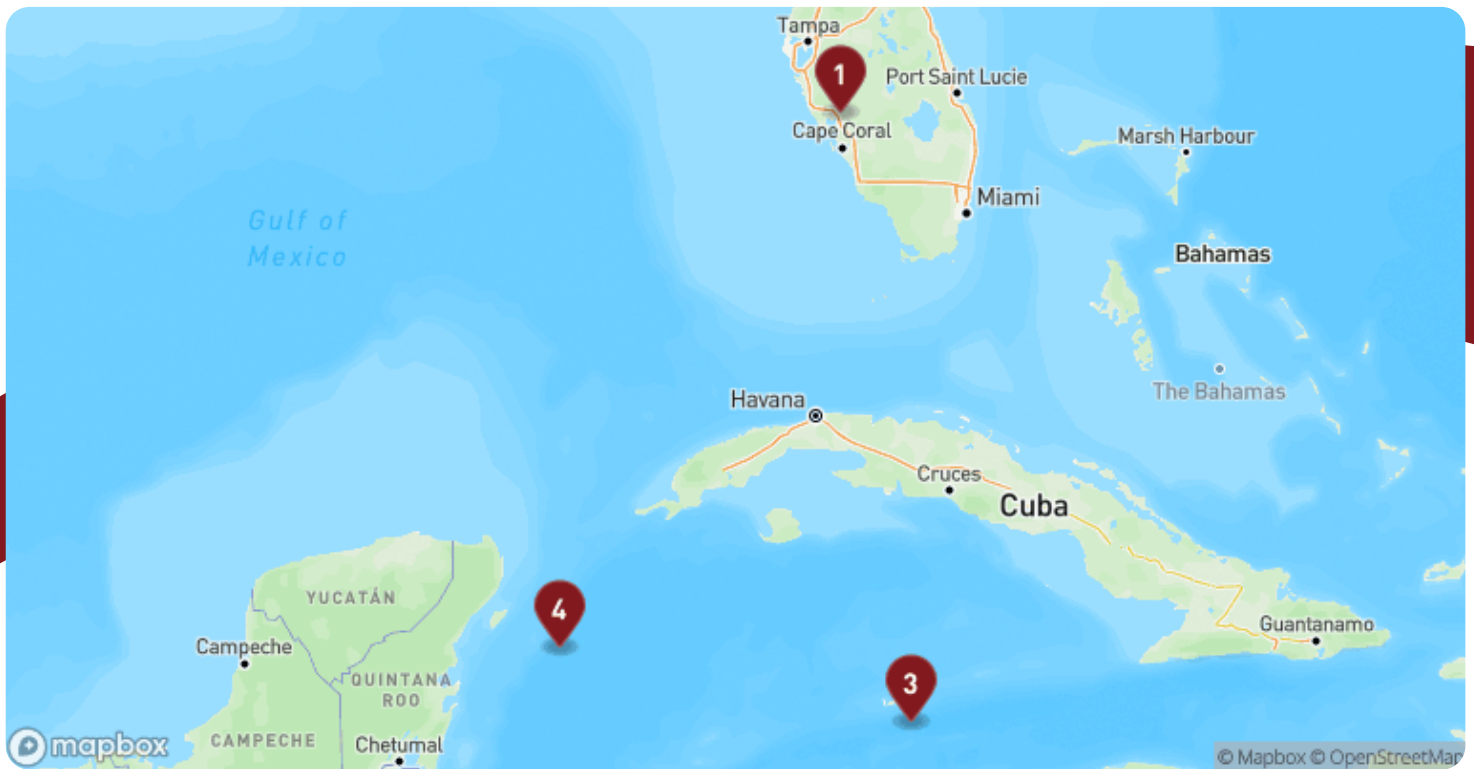 Tampa
1
Port Saint Lucie
Cape Coral
Marsh Harbour
Miami
Gulf of
Mexico
Bahamas
The Bahamas
Havana
Cruces
Cuba
4
YUCATÁN
Guantanamo
Campeche
3
QUINTANA
ROO
CAMPECHE
Chetumal
mapbox
© Mapbox © OpenStreetMap